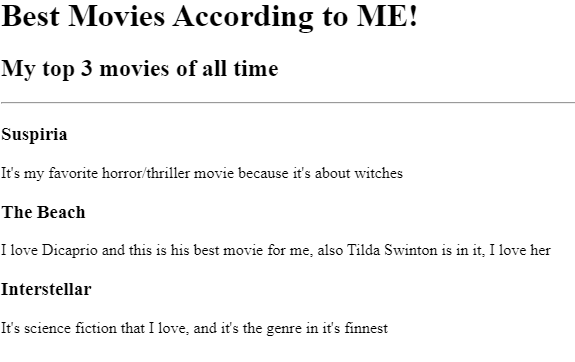 Best Movies According to ME!
My top 3 movies of all time
Suspiria
It's my favorite horror/thriller movie because it's about witches
The Beach
I love Dicaprio and this is his best movie for me, also Tilda Swinton is in it, I love her
Interstellar
It's science fiction that I love, and it's the genre in it's finnest